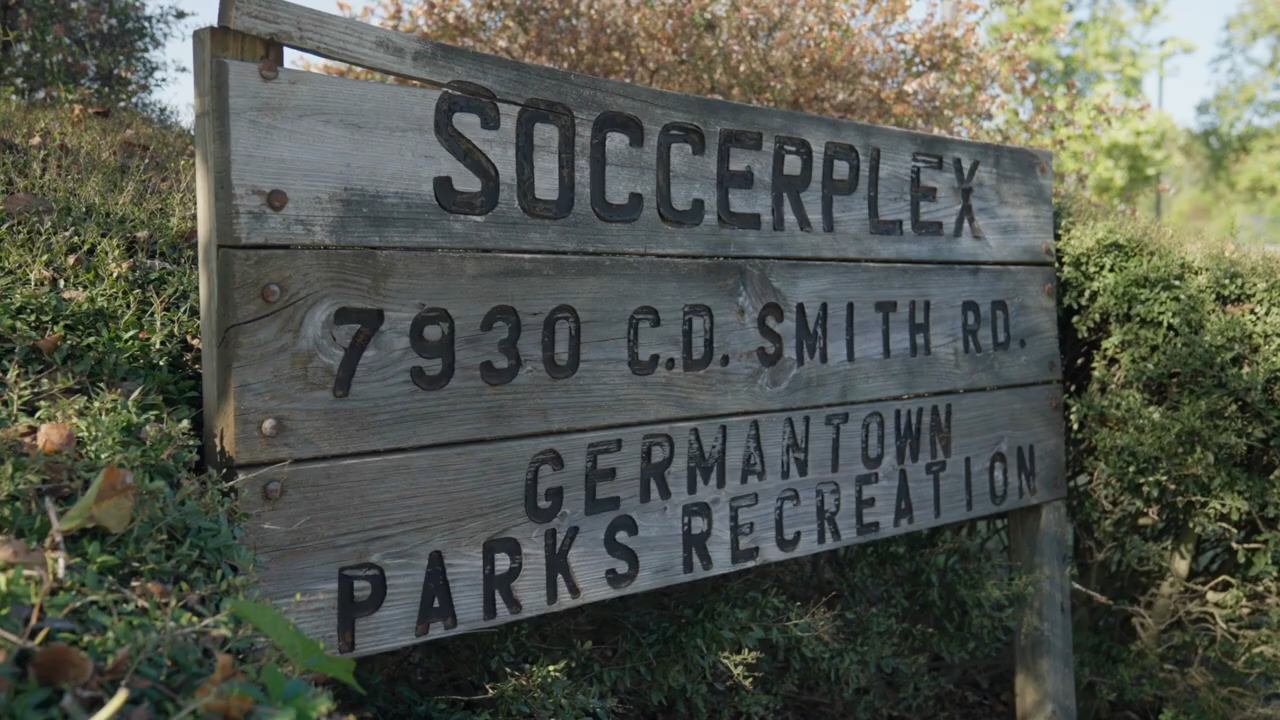 SOCCERPLEX
7930 C.D. SMITH RD.
GERMANTOWN
PARKS RECREATION